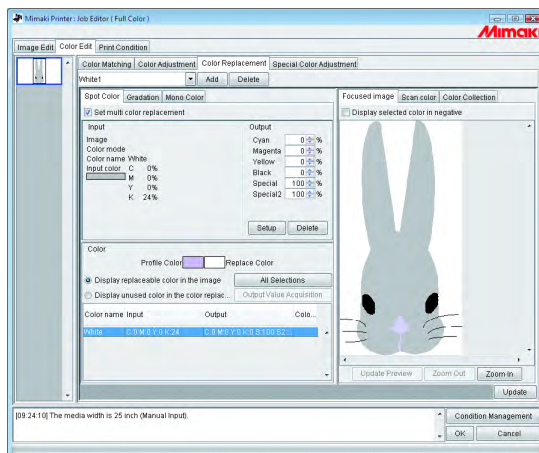 Mimaki Printer : Job Editor ( Full Color )
Mimaki
Image Edit Color Edit Print Condition
Color Matching Color Adjustment Color Replacement Special Color Adjustment
White1 Add Delete
Spot Color Gradation Mono Color
Set multi color replacement
Input
Image
Color mode
Color name White
Input color C 0%
M 0%
Y 0%
K 24%
Output
Cyan 0 %
Magenta 0 %
Yellow 0 %
Black 0 %
Special 100 %
Special2 100 %
Setup Delete
Color
Profile Color Replace Color
Display replaceable color in the image All Selections
Display unused color in the color replac... Output Value Acquisition
Color name Input Output Colo...
White C:0 M:0 Y:0 K:24 C:0 M:0 Y:0 K:0 S:100 S2:...
Focused image Scan color Color Collection
Display selected color in negative
Update Preview Zoom Out Zoom In
Update
[09:24:10] The media width is 25 inch (Manual Input).
Condition Management
OK Cancel